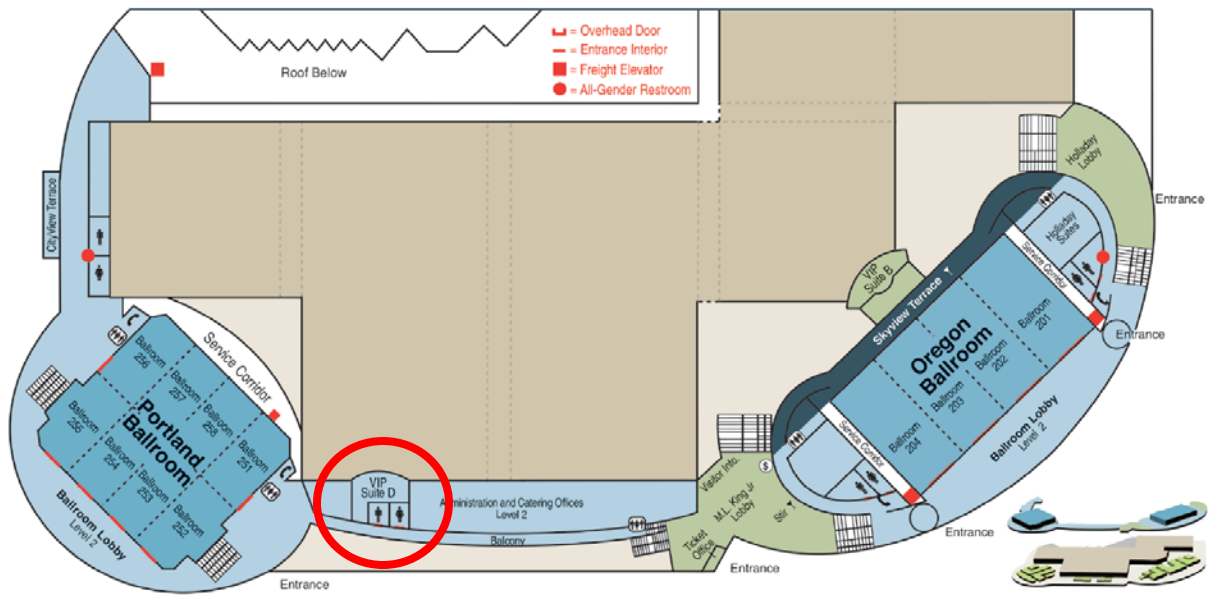 = Overhead Door
= Entrance Interior
= Freight Elevator
= All-Gender Restroom
Roof Below
Holladay
Lobby
Entrance
CityView Terrace
Holladay
Suites
Service Corridor
VIP
Suite B
Skyview Terrace
Ballroom
201
Entrance
Oregon
Ballroom
Ballroom
202
Ballroom
203
Ballroom
204
Service Corridor
Ballroom Lobby
Level 2
Service Corridor
Ballroom
256
Ballroom
257
Ballroom
258
Ballroom
251
Portland
Ballroom
Ballroom
255
Ballroom
254
Ballroom
253
Ballroom
252
Ballroom Lobby
Level 2
VIP
Suite D
Administration and Catering Offices
Level 2
Balcony
Visitor Info.
$
M.L. King Jr
Lobby
Stir
Ticket
Office
Entrance
Entrance
Entrance